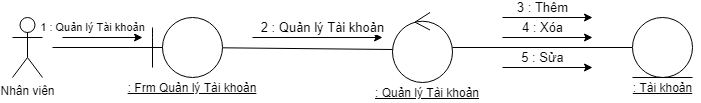 1 : Quản lý Tài khoản
2 : Quản lý Tài khoản
3 : Thêm
4 : Xóa
5 : Sửa
Nhân viên
: Frm Quản lý Tài khoản
: Quản lý Tài khoản
: Tài khoản